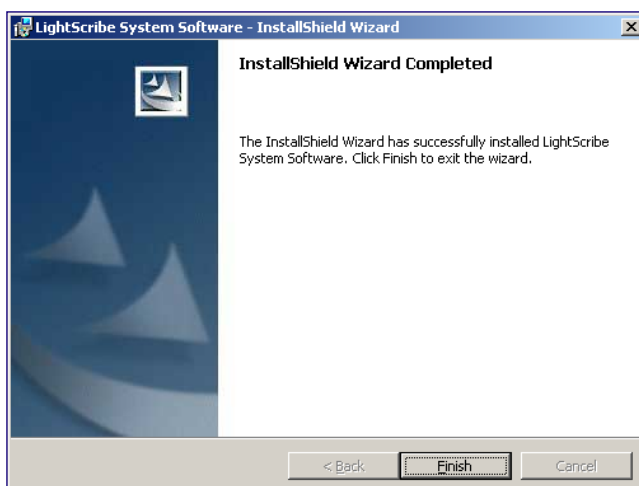 LightScribe System Software - InstallShield Wizard
InstallShield Wizard Completed
The InstallShield Wizard has successfully installed LightScribe
System Software. Click Finish to exit the wizard.
< Back
Finish
Cancel